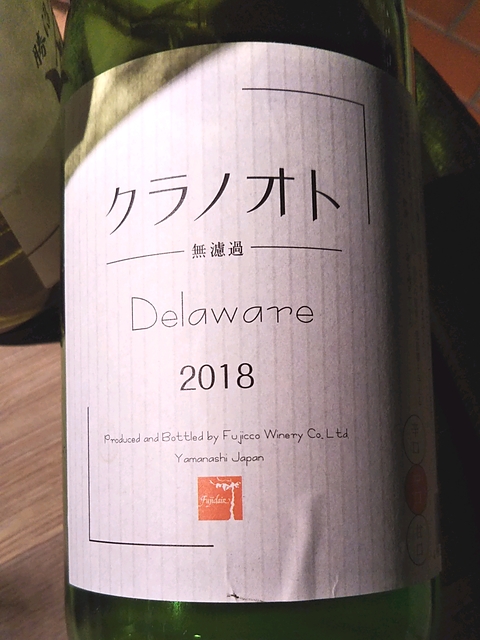 クラノオト
無濾過
Delaware
2018
Produced and Bottled by Fujicco Winery Co,.Ltd
Yamanashi Japan
Fujiclair